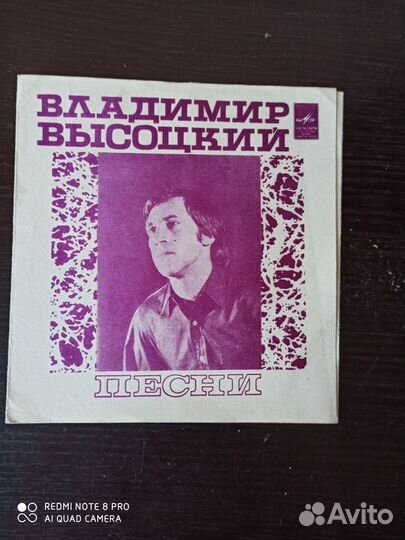 ВЛАДИМИР
ВЫСОЦКИЙ
ПЕСНИ
REDMI NOTE 8 PRO
AI QUAD CAMERA
Avito